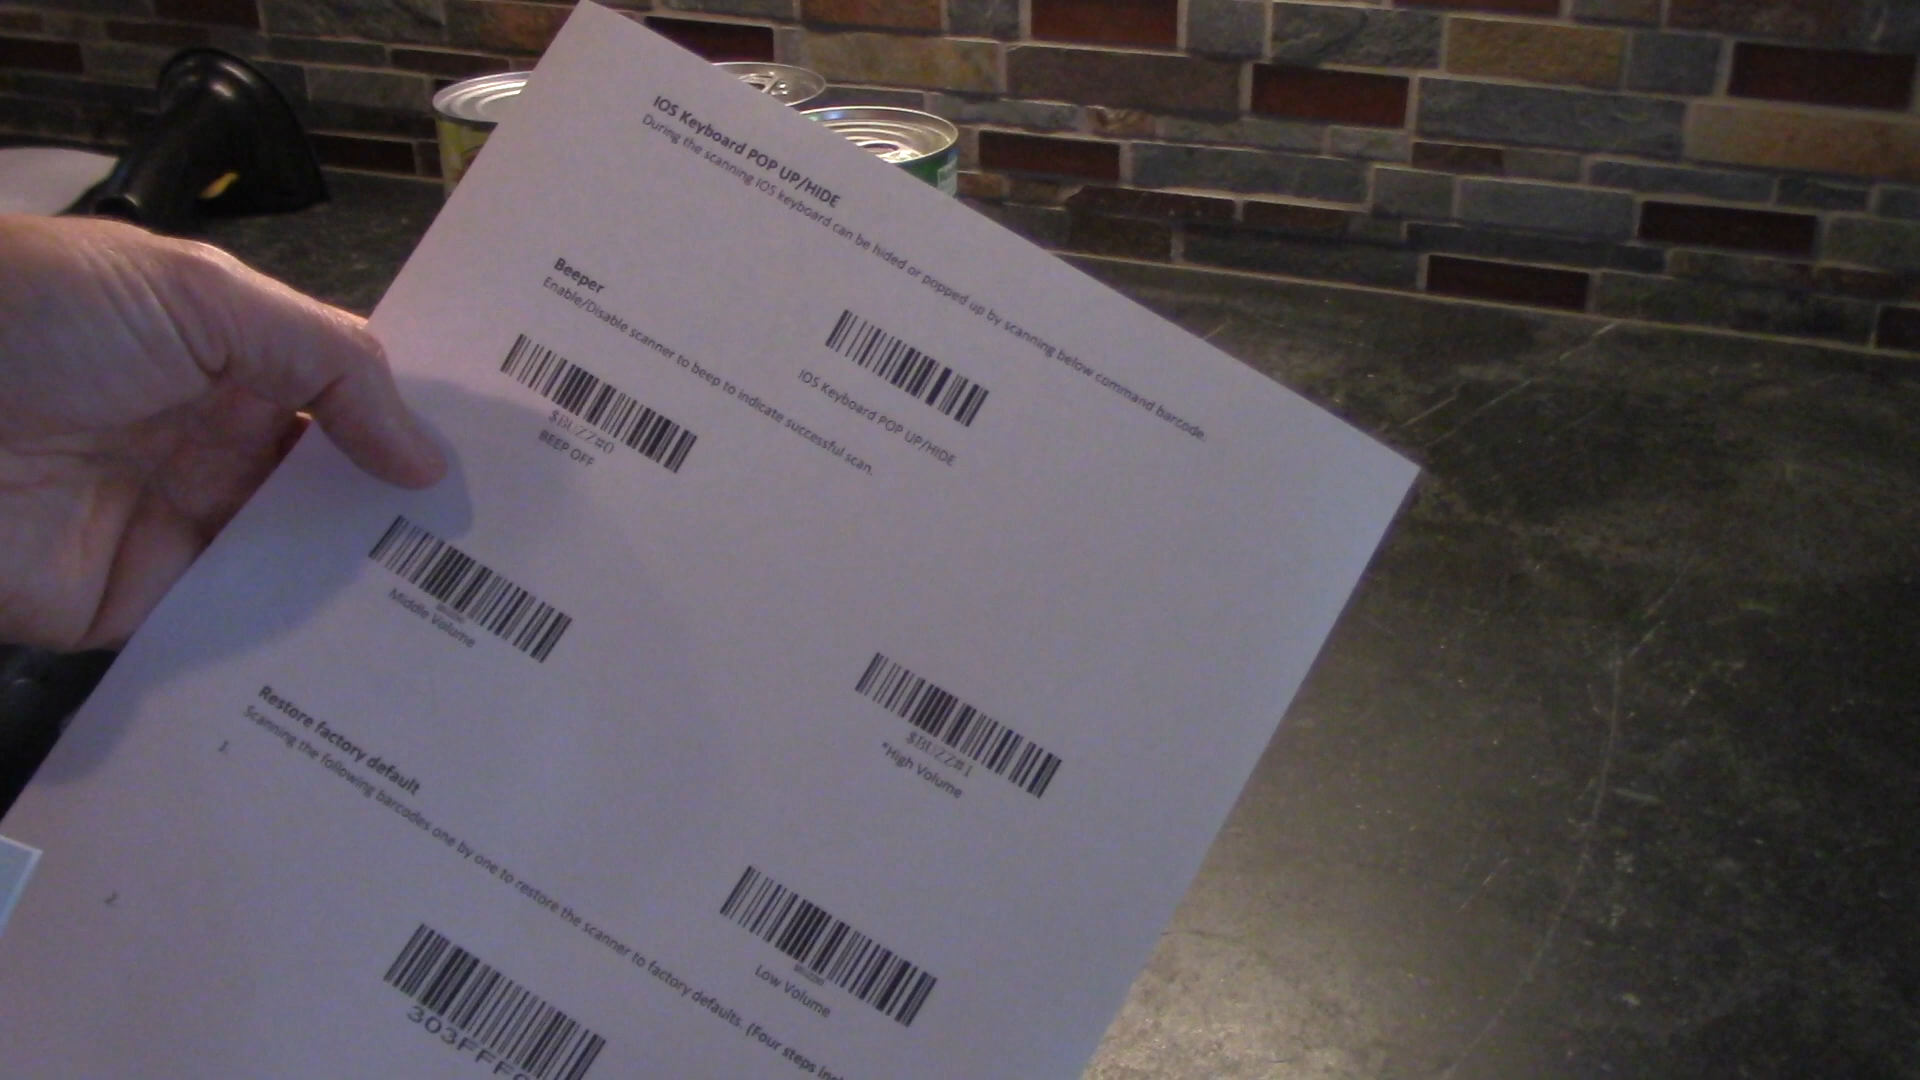 IOS Keyboard POP UP/HIDE
During the scanning IOS keyboard can be hided or popped up by scanning below command barcode.
IOS Keyboard POP UP/HIDE
Beeper
Enable/Disable scanner to beep to indicate successful scan.
$BUZZ#0
BEEP OFF
$BUZZ#1
*High Volume
Middle Volume
Low Volume
Restore factory default
Scanning the following barcodes one by one to restore the scanner to factory defaults. (Four steps
1.
303FFF
2.